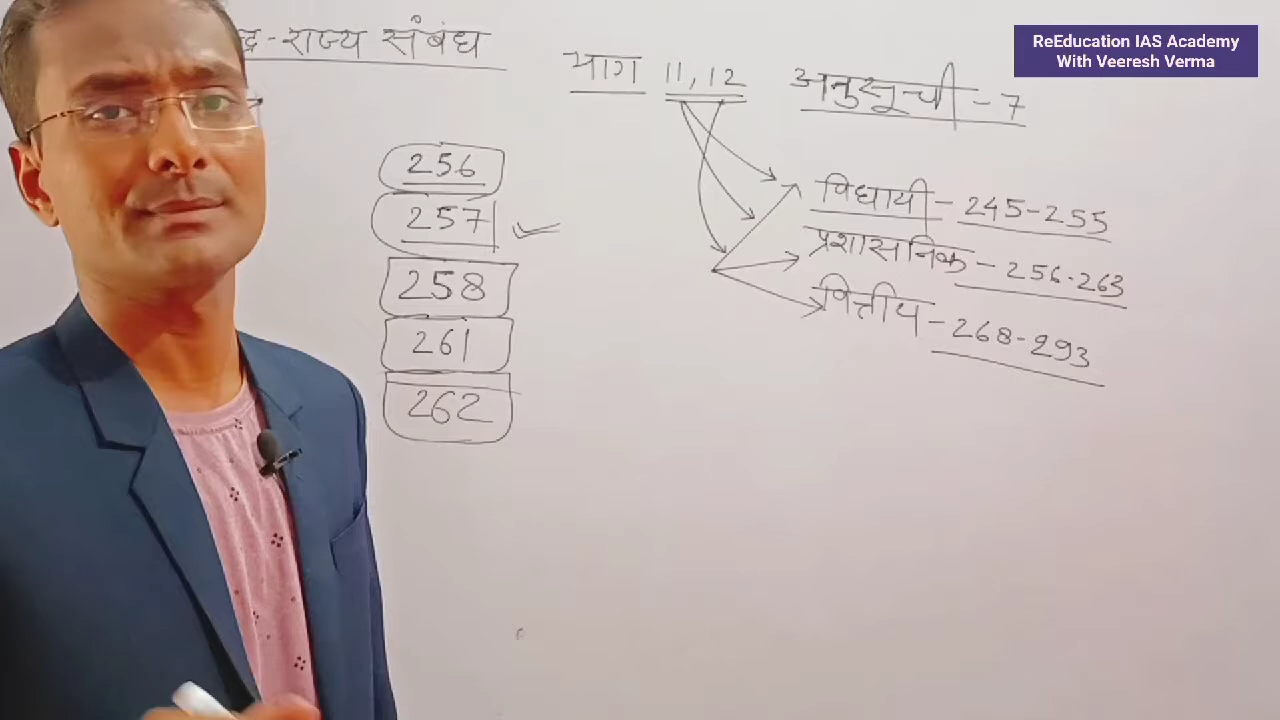 राज्य संबंध
भाग 11, 12 अनुसूची - 7
ReEducation IAS Academy
With Veeresh Verma
256
257
258
261
262
विधायी - 245-255
प्रशासनिक - 256-263
वित्तीय - 268-293